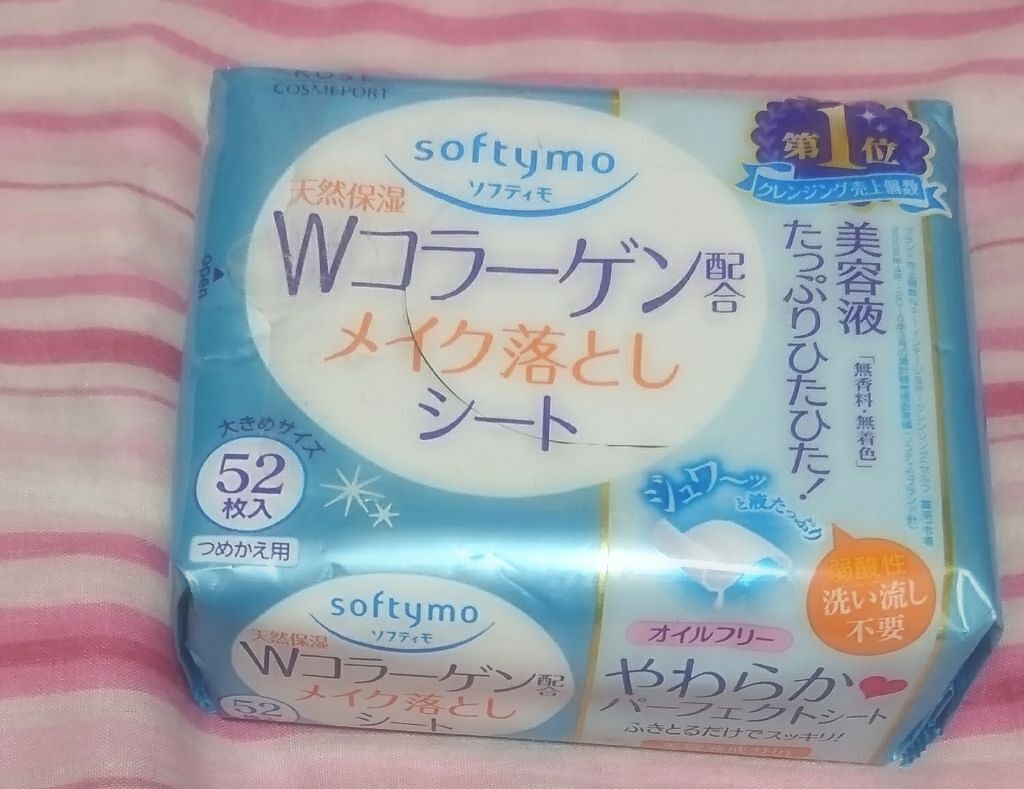 KOSÉ
COSMEPORT
softymo
ソフティモ
天然保湿
Wコラーゲン配合
メイク落とし
シート
大きめサイズ
52
枚入
つめかえ用
open
第1位
クレンジング売上個数
美容液
たっぷりひたひた!
「無香料・無着色」
ジュワ〜ッ
と液たっぷり
弱酸性
洗い流し
不要
オイルフリー
やわらか
パーフェクトシート
ふきとるだけでスッキリ!
softymo
ソフティモ
天然保湿
Wコラーゲン配合
メイク落とし
シート
52